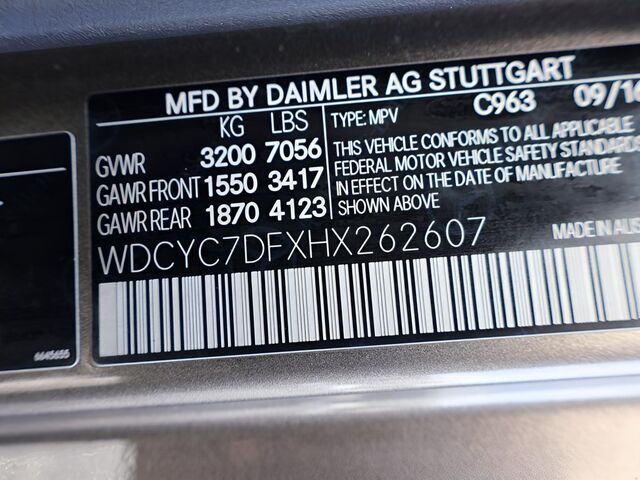 MFD BY DAIMLER AG STUTTGART
KG LBS TYPE: MPV C963 09/16
GVWR 3200 7056
GAWR FRONT 1550 3417
GAWR REAR 1870 4123
THIS VEHICLE CONFORMS TO ALL APPLICABLE
FEDERAL MOTOR VEHICLE SAFETY STANDARDS
IN EFFECT ON THE DATE OF MANUFACTURE
SHOWN ABOVE
WDCYC7DFXHX262607
MADE IN AUS
6645655